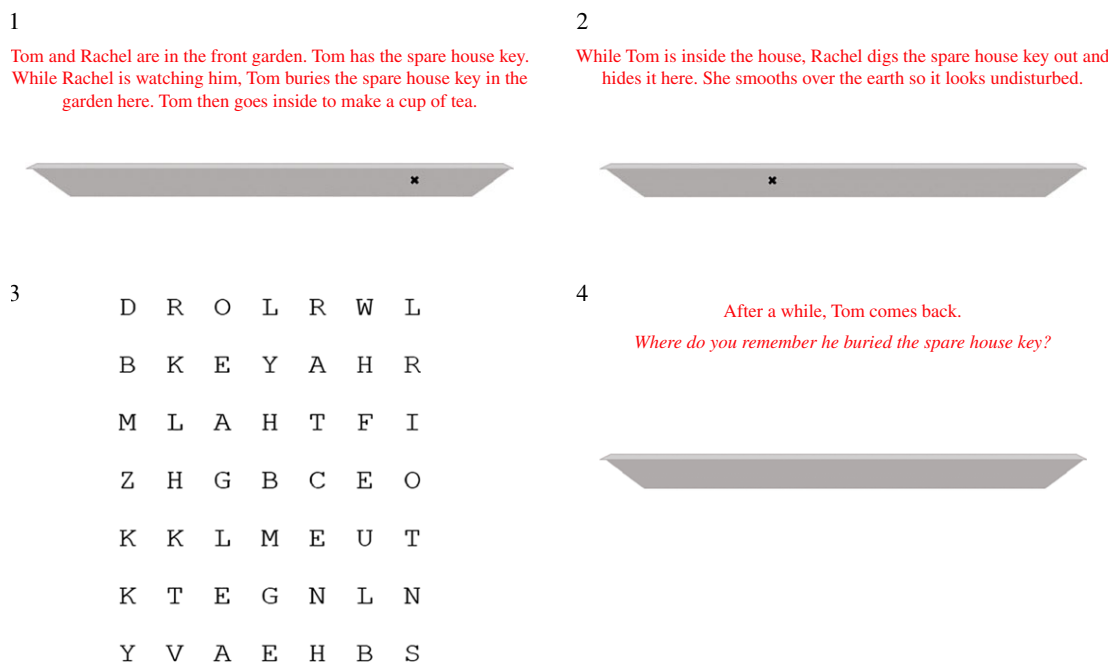 1
Tom and Rachel are in the front garden. Tom has the spare house key.
While Rachel is watching him, Tom buries the spare house key in the
garden here. Tom then goes inside to make a cup of tea.
2
While Tom is inside the house, Rachel digs the spare house key out and
hides it here. She smooths over the earth so it looks undisturbed.
3
D R O L R W L
B K E Y A H R
M L A H T F I
Z H G B C E O
K K L M E U T
K T E G N L N
Y V A E H B S
4
After a while, Tom comes back.
Where do you remember he buried the spare house key?